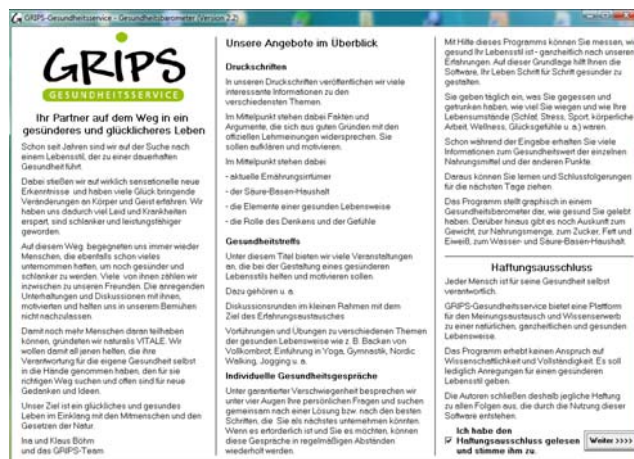 GRIPS-Gesundheitsservice - Gesundheitsbarometer (Version 2.2)
GRIPS
GESUNDHEITSSERVICE
Ihr Partner auf dem Weg in ein
gesünderes und glücklicheres Leben
Schon seit Jahren sind wir auf der Suche nach
einem Lebensstil, der zu einer dauerhaften
Gesundheit führt.
Dabei stießen wir auf wirklich sensationelle neue
Erkenntnisse und haben viele Glück bringende
Veränderungen an Körper und Geist erfahren. Wir
haben uns dadurch viel Leid und Krankheiten
erspart, sind schlanker und leistungsfähiger
geworden.
Auf diesem Weg begegneten uns immer wieder
Menschen, die ebenfalls schon vieles
unternommen haften, um noch gesünder und
schlanker zu werden. Viele von ihnen zählen wir
inzwischen zu unseren Freunden. Die anregenden
Unterhaltungen und Diskussionen mit ihnen,
motivierten und halten uns in unserem Bemühen
nicht nachzulassen.
Damit noch mehr Menschen daran teilhaben
können, gründeten wir naturalis VITALE. Wir
wollen damit all jenen helfen, die ihre
Verantwortung für die eigene Gesundheit selbst
in die Hände genommen haben, den für sie
richtigen Weg suchen und offen sind für neue
Gedanken und Ideen.
Unser Ziel ist ein glückliches und gesundes
Leben im Einklang mit den Mitmenschen und den
Gesetzen der Natur.
Ina und Klaus Böhm
und das GRIPS-Team
Unsere Angebote im Überblick
Druckschriften
In unseren Druckschriften veröffentlichen wir viele
interessante Informationen zu den
verschiedensten Themen.
Im Mittelpunkt stehen dabei Fakten und
Argumente, die sich aus guten Gründen mit den
offiziellen Lehrmeinungen widersprechen. Sie
sollen aufklären und motivieren.
Im Mittelpunkt stehen dabei
- aktuelle Ernährungsirrtümer
- der Säure-Basen-Haushalt
- die Elemente einer gesunden Lebensweise
- die Rolle des Denkens und der Gefühle
Gesundheitstreffs
Unter diesem Titel bieten wir viele Veranstaltungen
an, die bei der Gestaltung eines gesünderen
Lebensstils helfen und motivieren sollen.
Dazu gehören u. a.
Diskussionsrunden im kleinen Rahmen mit dem
Ziel des Erfahrungsaustausches
Vorführungen und Übungen zu verschiedenen Themen
der gesunden Lebensweise wie z. B. Backen von
Vollkornbrot, Einführung in Yoga, Gymnastik, Nordic
Walking, Jogging u. a.
Individuelle Gesundheitsgespräche
Unter garantierter Verschwiegenheit besprechen wir
unter vier Augen Ihre persönlichen Fragen und suchen
gemeinsam nach einer Lösung bzw. nach den besten
Schritten, die Sie als nächstes unternehmen könnten.
Wenn es erforderlich ist und Sie es möchten, können
diese Gespräche in regelmäßigen Abständen
wiederholt werden.
Mit Hilfe dieses Programms können Sie messen, wi
gesund Ihr Lebensstil ist - ganzheitlich nach unseren
Erfahrungen. Auf dieser Grundlage hilft Ihnen die
Software, Ihr Leben Schritt für Schritt gesünder zu
gestalten.
Sie geben täglich ein, was Sie gegessen und
getrunken haben, wie viel Sie wiegen und wie Ihre
Lebensumstände (Schlaf, Stress, Sport, körperliche
Arbeit, Wellness, Glücksgefühle u. a.) waren.
Schon während der Eingabe erhalten Sie viele
Informationen zum Gesundheitswert der einzelnen
Nahrungsmittel und der anderen Punkte.
Daraus können Sie lernen und Schlussfolgerungen
für die nächsten Tage ziehen.
Das Programm stellt graphisch in einem
Gesundheitsbarometer dar, wie gesund Sie gelebt
haben. Darüber hinaus gibt es noch Auskunft zum
Gewicht, zur Nahrungsmenge, zum Zucker, Fett und
Eiweiß, zum Wasser- und Säure-Basen-Haushalt.
Haftungsausschluss
Jeder Mensch ist für seine Gesundheit selbst
verantwortlich.
GRIPS-Gesundheitsservice bietet eine Plattform
für den Meinungsaustausch und Wissenserwerb
zu einer natürlichen, ganzheitlichen und gesunden
Lebensweise.
Das Programm erhebt keinen Anspruch auf
Wissenschaftlichkeit und Vollständigkeit. Es soll
lediglich Anregungen für einen gesünderen
Lebensstil geben.
Die Autoren schließen deshalb jegliche Haftung
zu allen Folgen aus, die durch die Nutzung dieser
Software entstehen.
Ich habe den
Haftungsausschluss gelesen
und stimme ihm zu.
Weiter >>>>